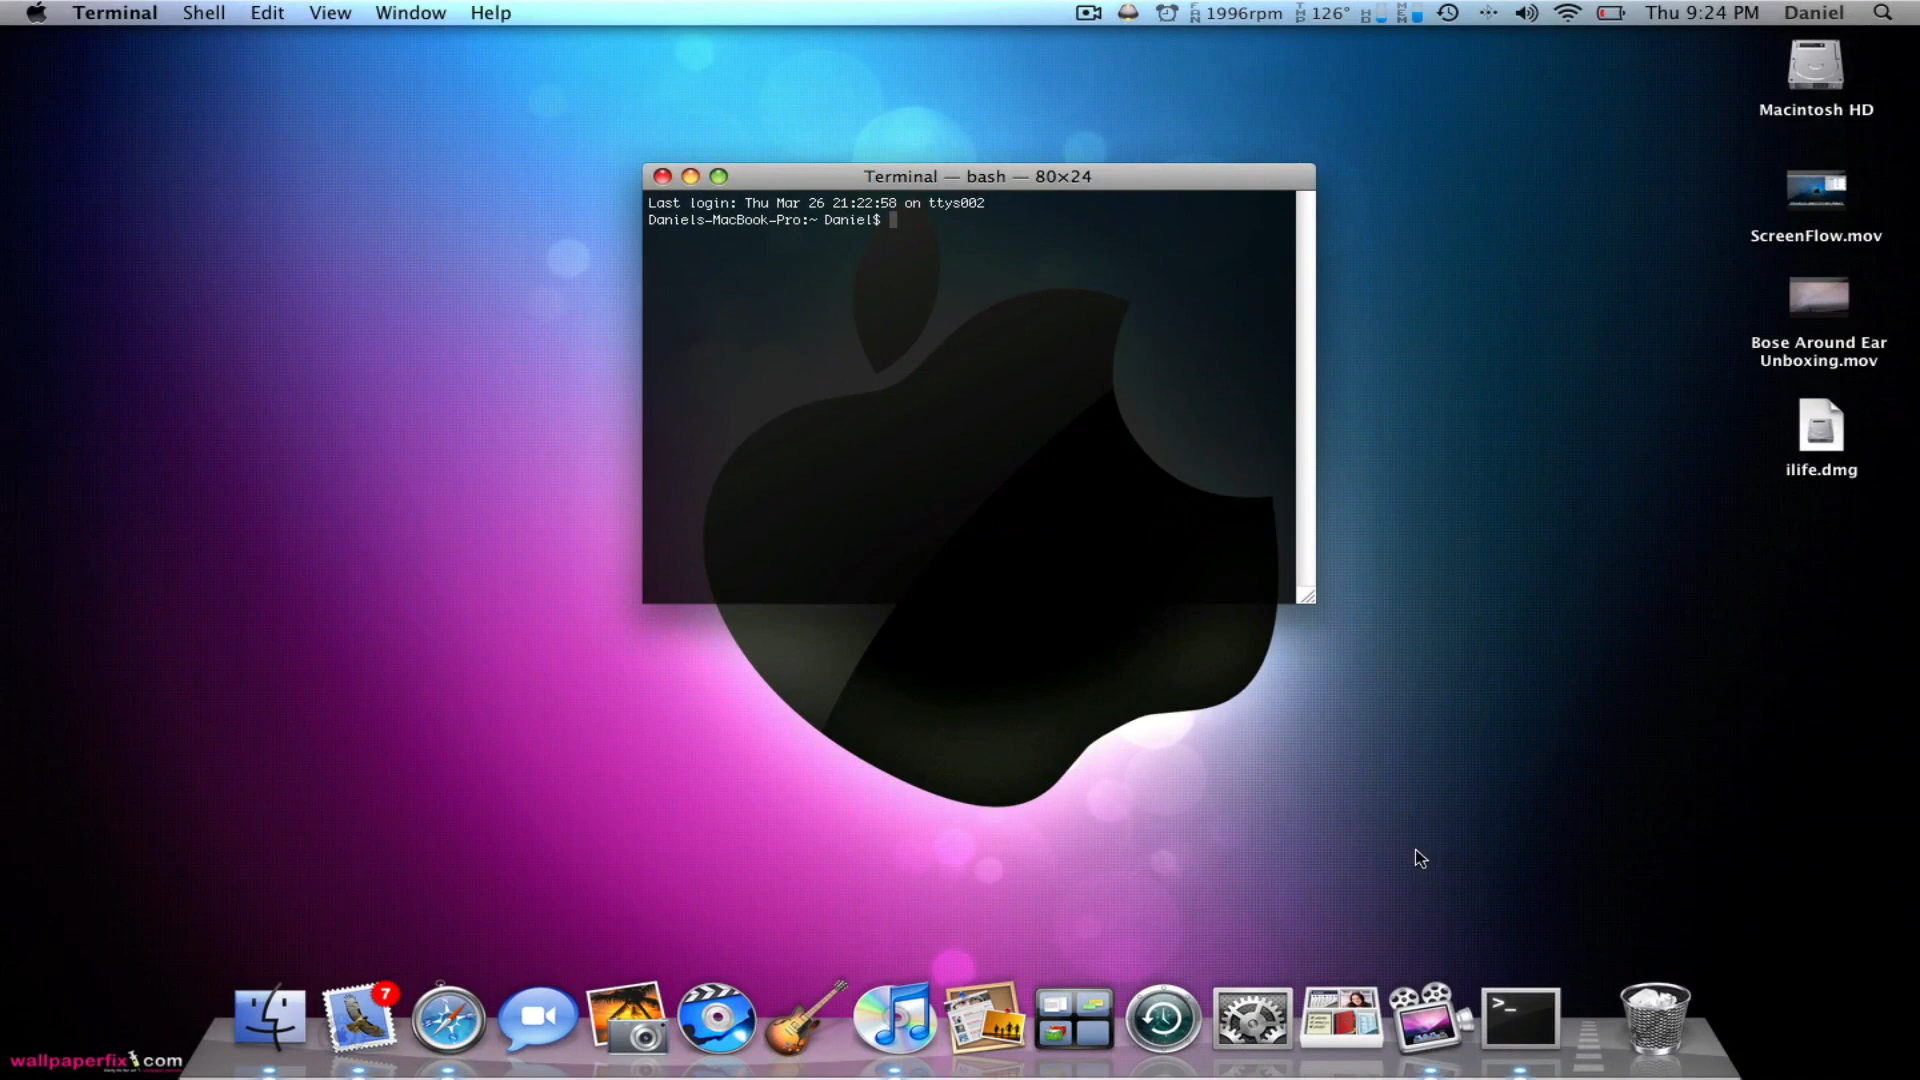 Terminal Shell Edit View Window Help 1996rpm 126° Thu 9:24 PM Daniel
Macintosh HD
ScreenFlow.mov
Bose Around Ear
Unboxing.mov
ilife.dmg
Terminal — bash — 80×24
Last login: Thu Mar 26 21:22:58 on ttys002
Daniels-MacBook-Pro:~ Daniel$
7
>_
wallpaperfix.com